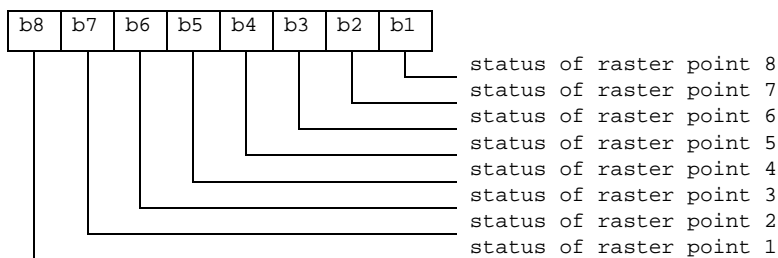 b8 b7 b6 b5 b4 b3 b2 b1
status of raster point 8
status of raster point 7
status of raster point 6
status of raster point 5
status of raster point 4
status of raster point 3
status of raster point 2
status of raster point 1